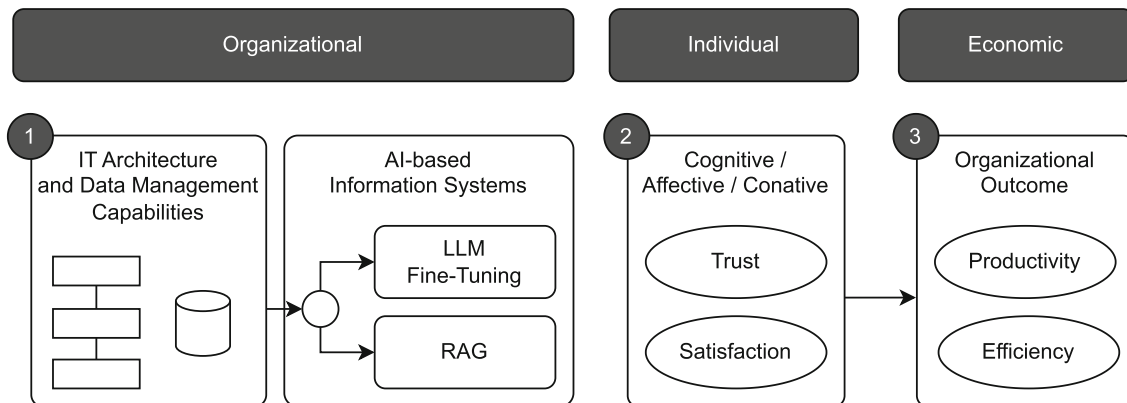 Organizational
Individual
Economic
1
IT Architecture
and Data Management
Capabilities
AI-based
Information Systems
LLM
Fine-Tuning
RAG
2
Cognitive /
Affective / Conative
Trust
Satisfaction
3
Organizational
Outcome
Productivity
Efficiency